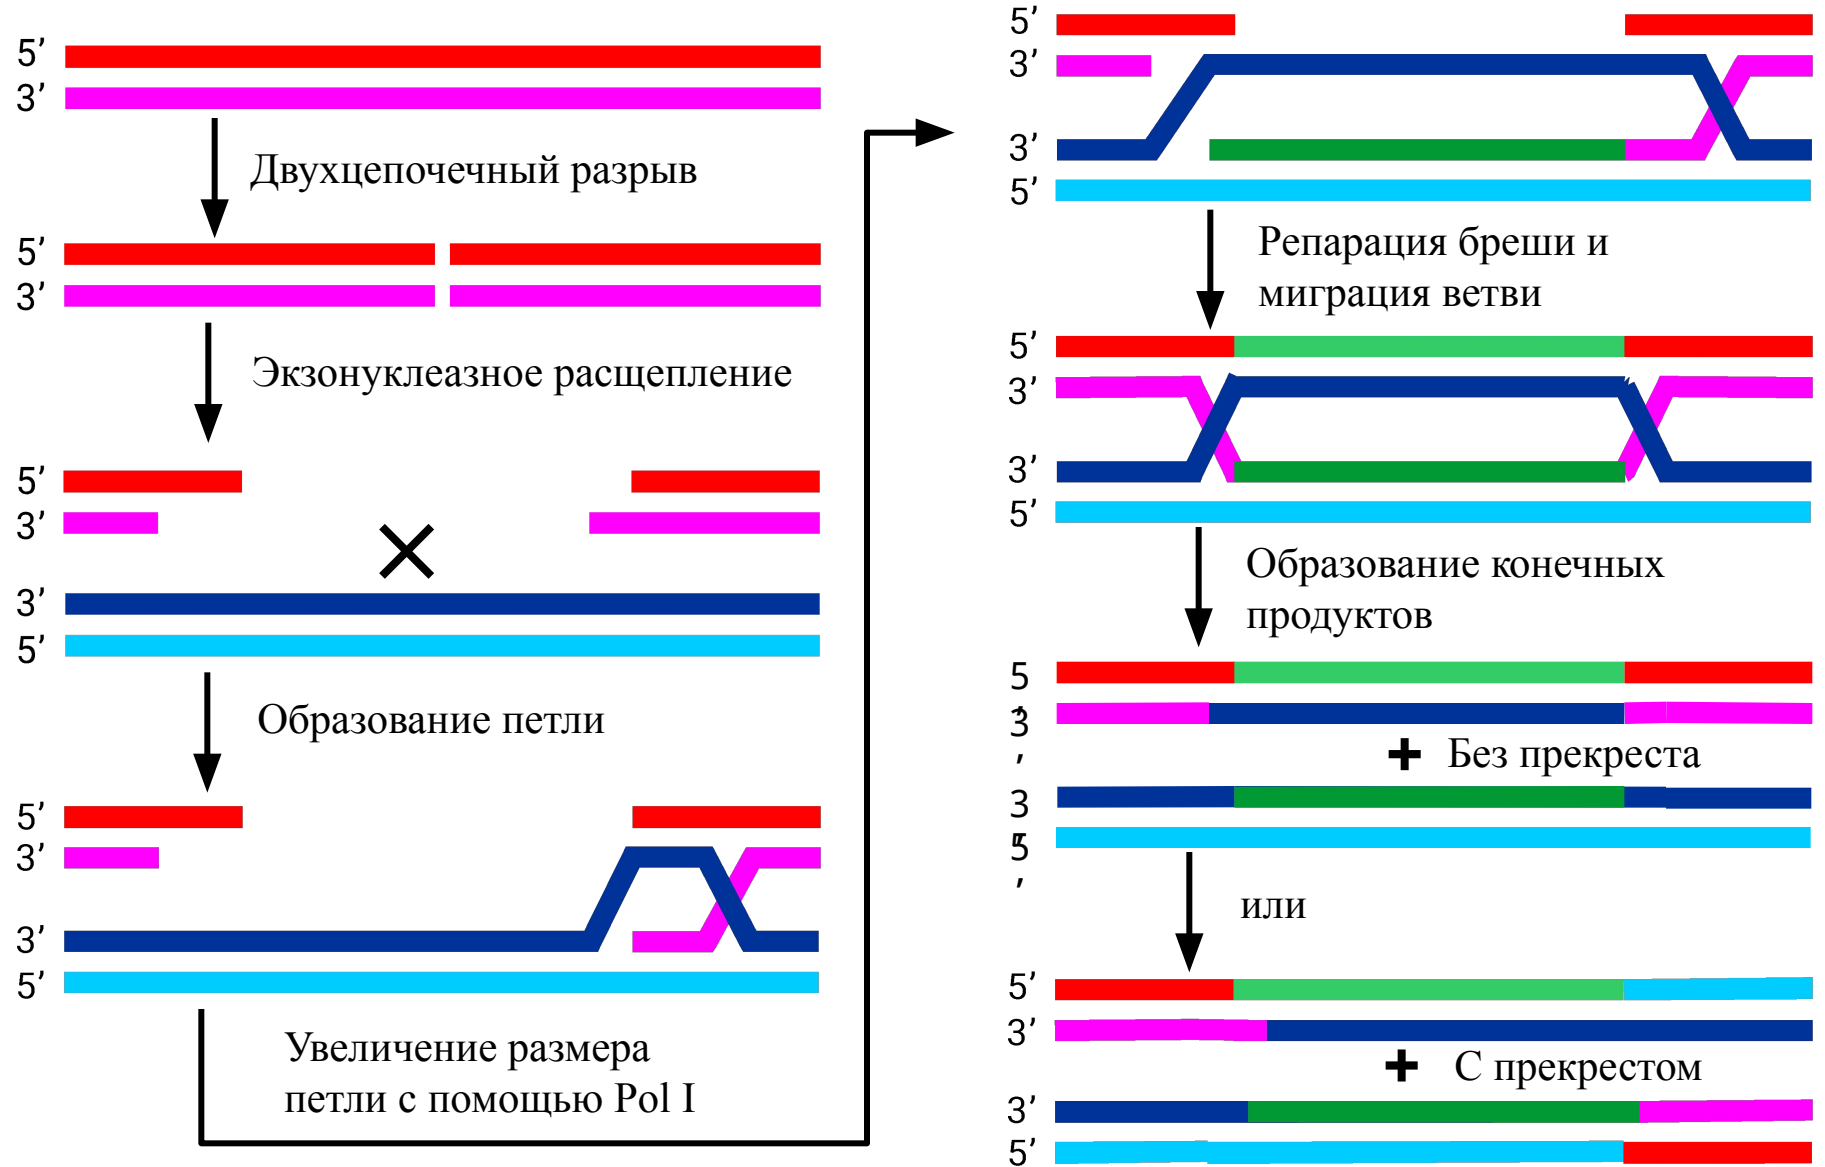 5’
3’
Двухцепочечный разрыв
5’
3’
Экзонуклеазное расщепление
5’
3’
3’
5’
Образование петли
5’
3’
3’
5’
Увеличение размера
петли с помощью Pol I
5’
3’
3’
5’
Репарация бреши и
миграция ветви
5’
3’
3’
5’
Образование конечных
продуктов
5
’
3
’
+ Без прекреста
3
’
5
’
или
5’
3’
+ С прекрестом
3’
5’